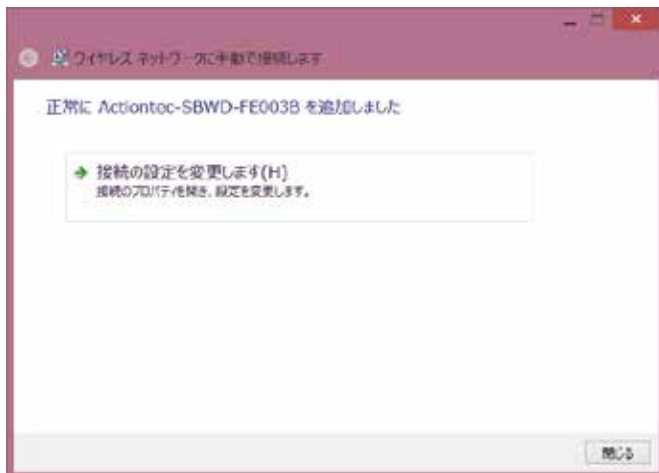 ワイヤレス ネットワークに手動で接続します
正常に Actiontec-SBWD-FE003B を追加しました
接続の設定を変更します(H)
接続のプロパティを開き、設定を変更します。
閉じる